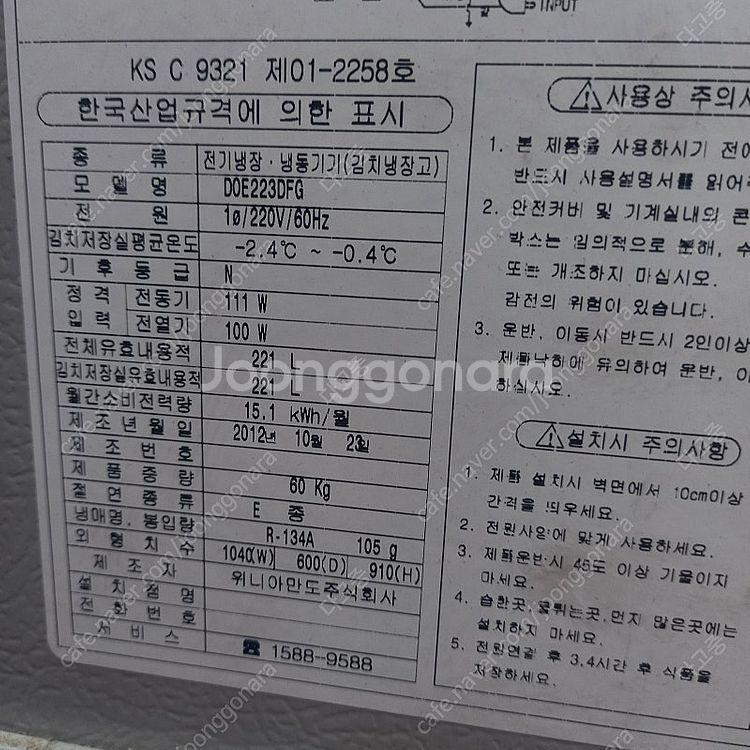 INPUT
KS C 9321 제01-2258호
한국산업규격에 의한 표시
종 류 전기냉장·냉동기기(김치냉장고)
모 델 명 DOE223DFG
전 원 1ø/220V/60Hz
김치저장실평균온도 -2.4℃ ~ -0.4℃
기 후 등 급 N
정격 입력 전동기 111 W
전열기 100 W
전체유효내용적 221 L
김치저장실유효내용적 221 L
월간소비전력량 15.1 kWh/월
제 조 년 월 일 2012년 10월 23일
제 조 번 호
제 품 중 량 60 Kg
절 연 종 류 E 종
냉매명, 봉입량 R-134A 105 g
외 형 치 수 1040(W) 600(D) 910(H)
제 조 자 위니아만도주식회사
설 치 점 명
전 화 번 호
서 비 스 ☎ 1588-9588
⚠사용상 주의사
1. 본 제품을 사용하시기 전에
반드시 사용설명서를 읽어
2. 안전커버 및 기계실내의 콘
박스는 임의적으로 분해, 수
또는 개조하지 마십시오.
감전의 위험이 있습니다.
3. 운반, 이동시 반드시 2인이상
제품낙하에 유의하여 운반, 이
하십시오.
⚠설치시 주의사항
1. 제품 설치시 벽면에서 10cm이상
간격을 띄우세요.
2. 전원사양에 맞게 사용하세요.
3. 제품운반시 45도 이상 기울이지
마세요.
4. 습한곳, 물튀는곳, 먼지 많은곳에는
설치하지 마세요.
5. 전원연결 후 3,4시간 후 식품을
저장하세요.
Joonggonara
cafe.naver.com/joonggonara
다고쫑